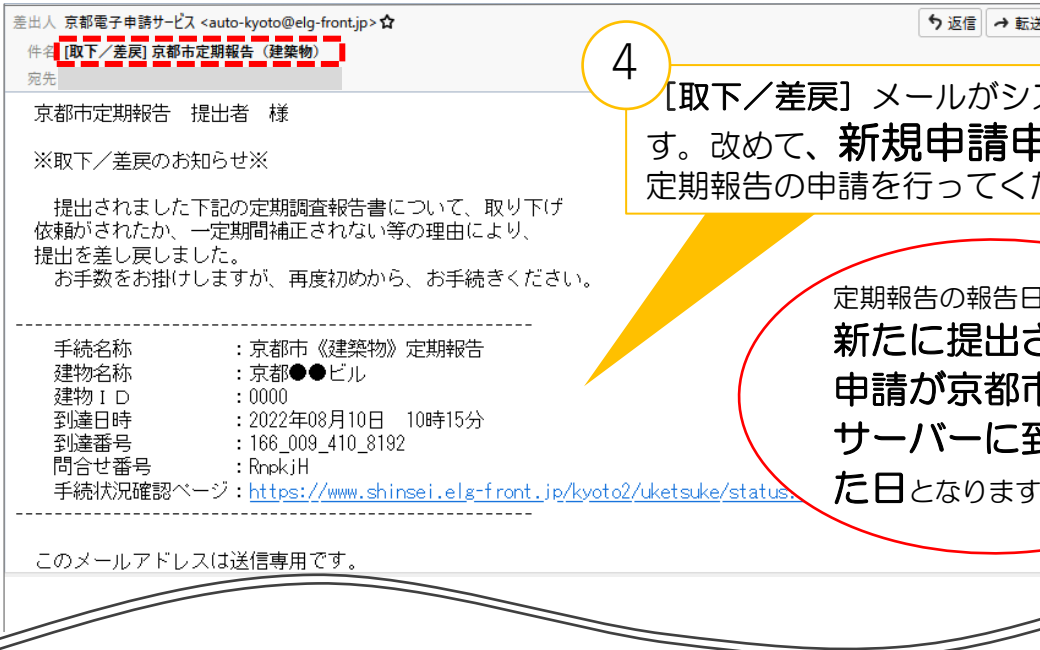 差出人 京都電子申請サービス <auto-kyoto@elg-front.jp>
返信
転送
件名 [取下／差戻] 京都市定期報告（建築物）
宛先
京都市定期報告　提出者　様
※取下／差戻のお知らせ※
提出されました下記の定期調査報告書について、取り下げ
依頼がされたか、一定期間補正されない等の理由により、
提出を差し戻しました。
お手数をお掛けしますが、再度初めから、お手続きください。
--------------------------------------------------
手続名称　：京都市《建築物》定期報告
建物名称　：京都●●ビル
建物ＩＤ　：0000
到達日時　：2022年08月10日　10時15分
到達番号　：166_009_410_8192
問合せ番号　：RnpkjH
手続状況確認ページ：https://www.shinsei.elg-front.jp/kyoto2/uketsuke/status.
--------------------------------------------------
このメールアドレスは送信専用です。
4
［取下／差戻］メールがシス
す。改めて、新規申請申
定期報告の申請を行ってくだ
定期報告の報告日
新たに提出さ
申請が京都市
サーバーに到
た日となります